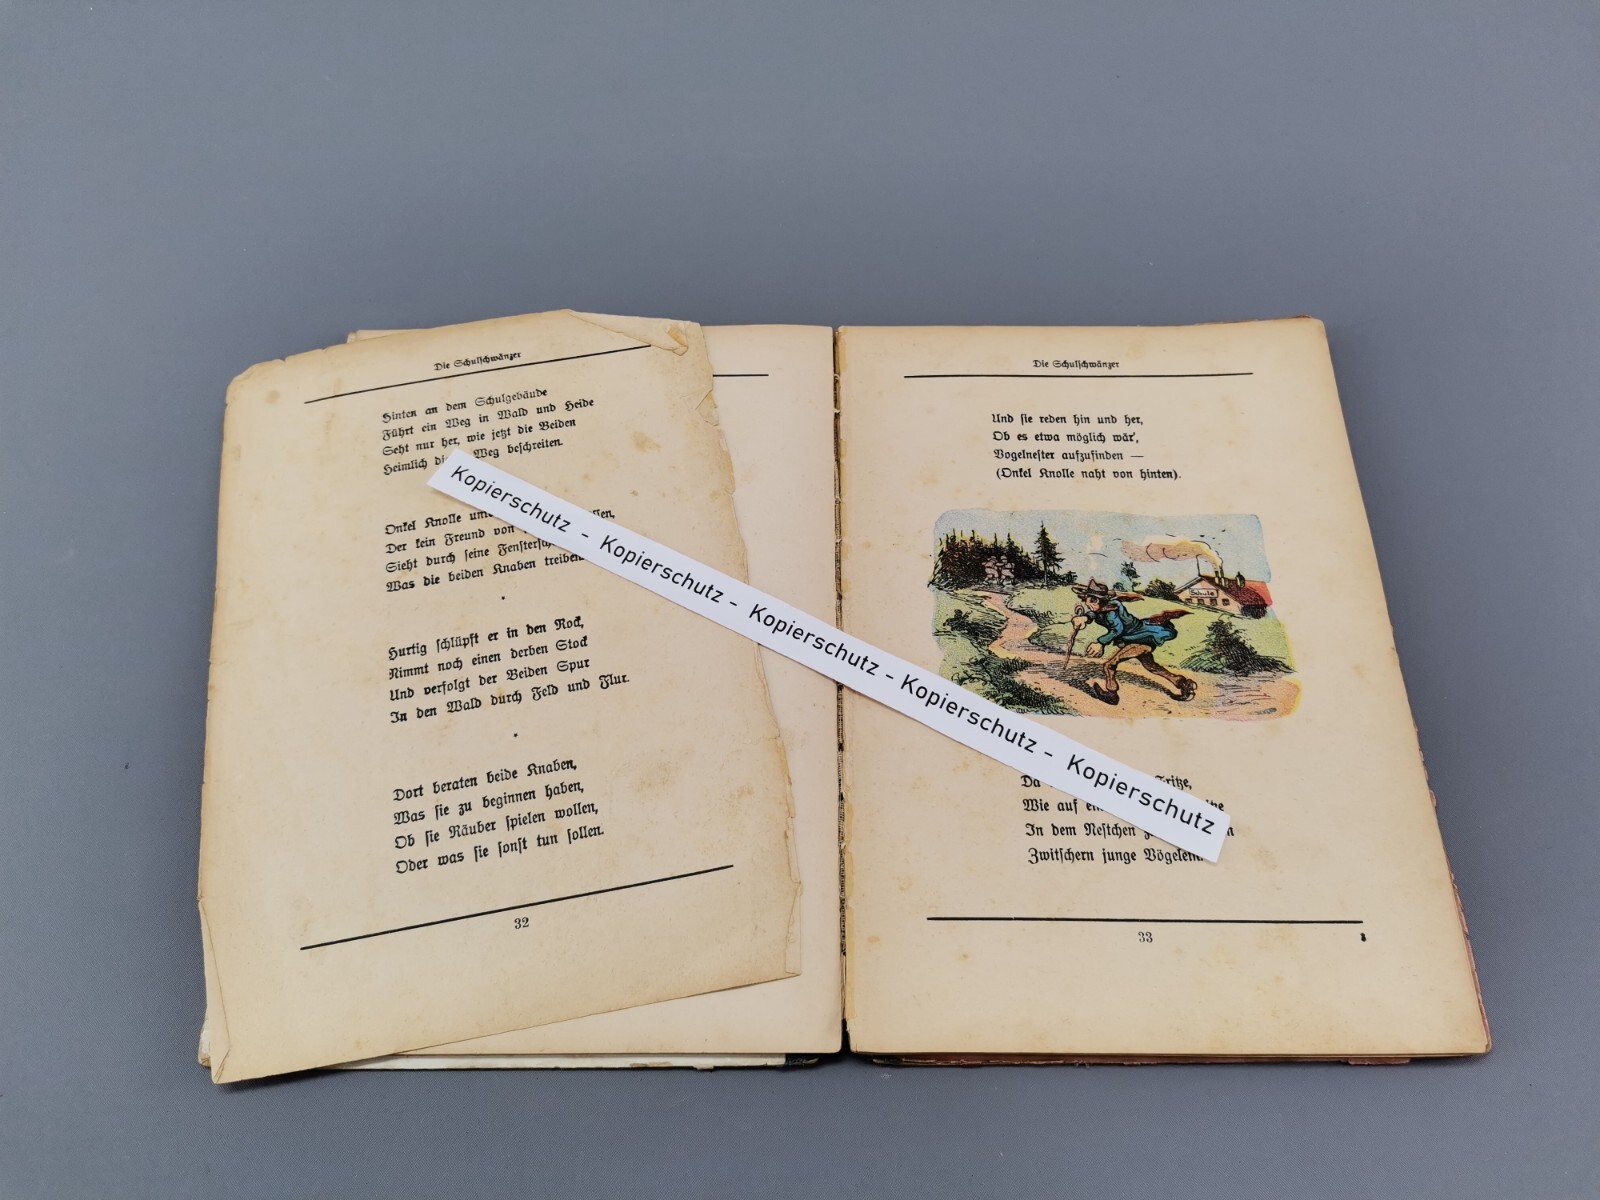 Die Schulschwänzer
Hinten an dem Schulgebäude
Führt ein Weg in Wald und Heide
Seht nur her, wie jetzt die Beiden
Heimlich Weg beschreiten.
Onkel Knolle
Der kein Freund von
Sieht durch seine
Was die beiden Knaben treiben
Hurtig schlüpft er in den Rock,
Nimmt noch einen derben Stock
Und verfolgt der Beiden Spur
In den Wald durch Feld und Flur.
Dort beraten beide Knaben,
Was sie zu beginnen haben,
Ob sie Räuber spielen wollen,
Oder was sie sonst tun sollen.
32
Kopierschutz - Kopierschutz - Kopierschutz - Kopierschutz - Kopierschutz
Die Schulschwänzer
Und sie reden hin und her,
Ob es etwa möglich wär',
Vogelnester aufzufinden —
(Onkel Knolle naht von hinten).
Schule
Da
Wie auf
In dem Nestchen
Zwitschern junge Vögelein.
33
3